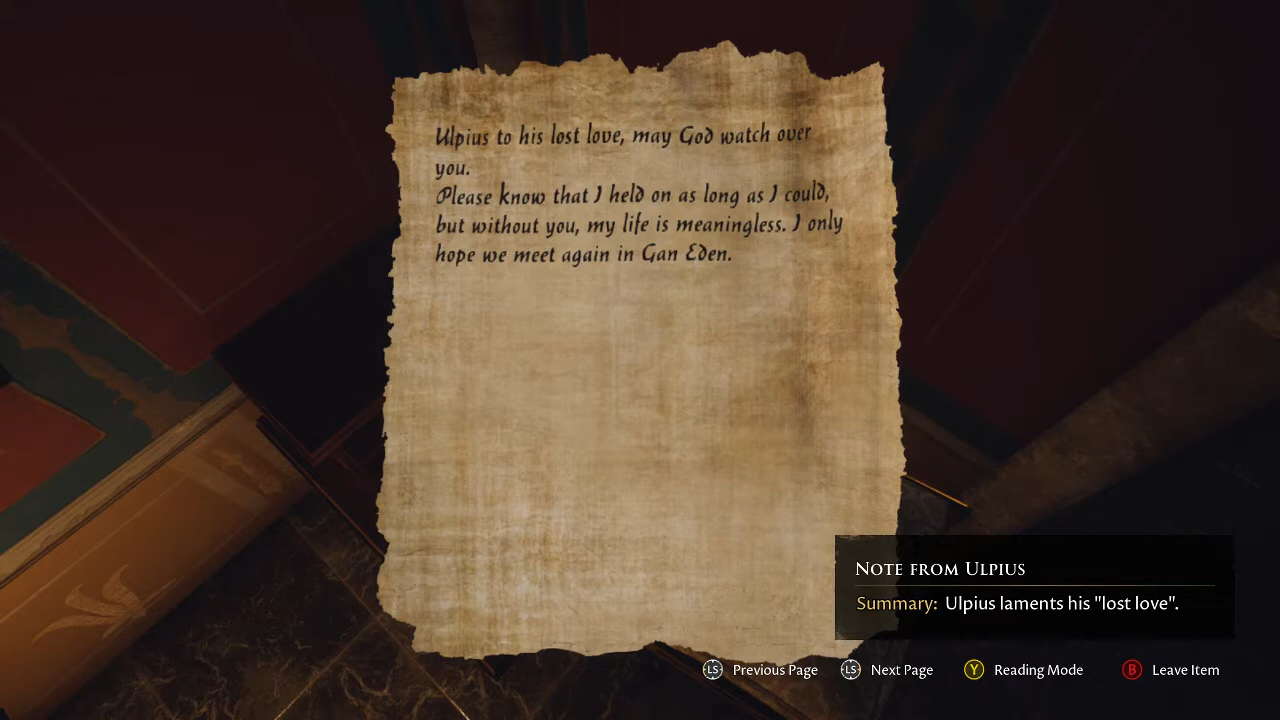 Ulpius to his lost love, may God watch over
you.
Please know that I held on as long as I could,
but without you, my life is meaningless. I only
hope we meet again in Gan Eden.
Note from Ulpius
Summary: Ulpius laments his "lost love".
LS Previous Page LS Next Page Y Reading Mode B Leave Item